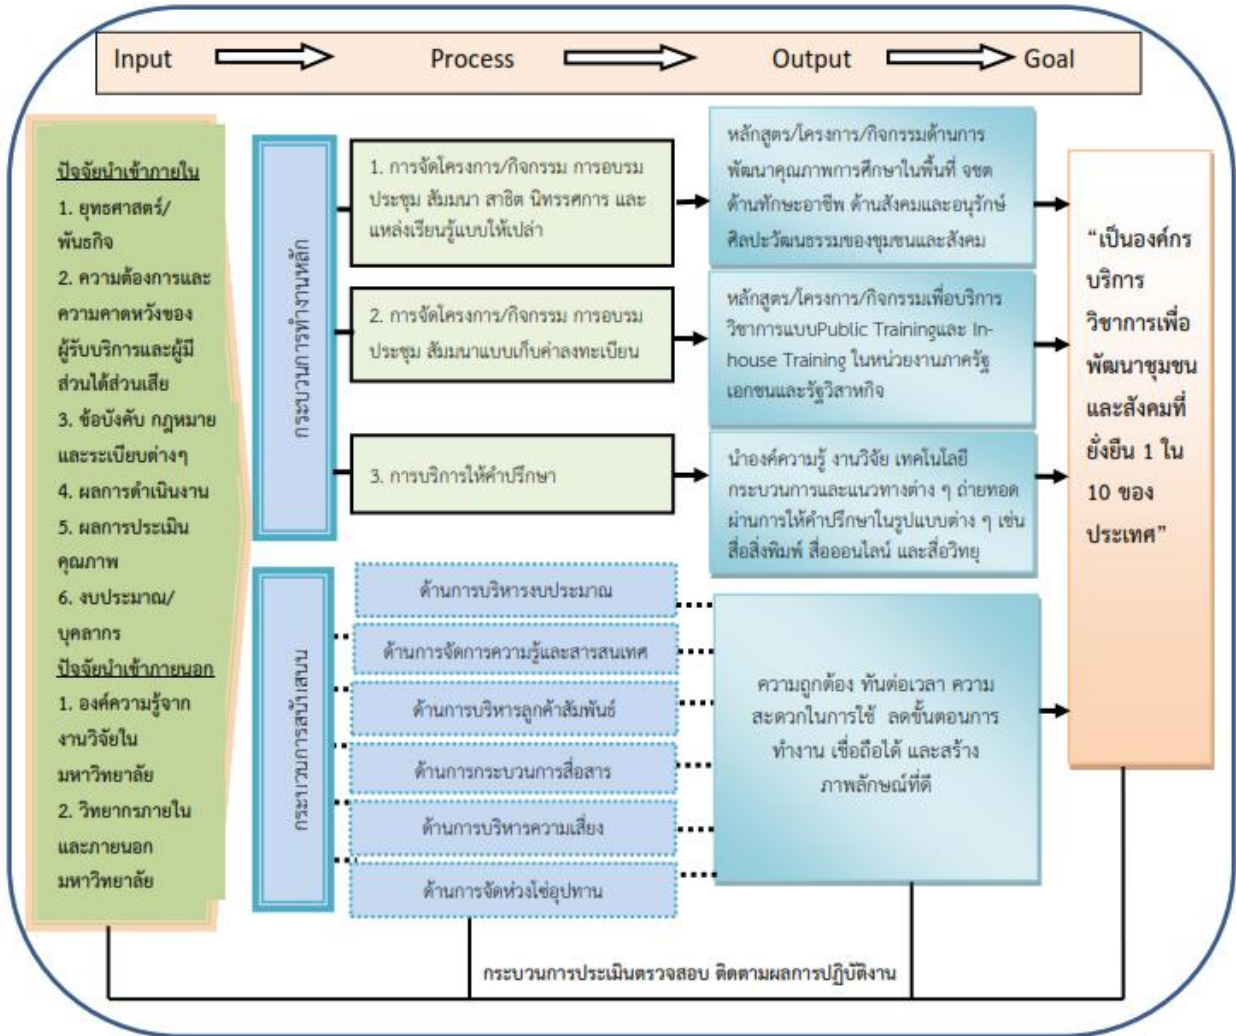 Input
Process
Output
Goal
ปัจจัยนำเข้าภายใน
1. ยุทธศาสตร์/
พันธกิจ
2. ความต้องการและ
ความคาดหวังของ
ผู้รับบริการและผู้มี
ส่วนได้ส่วนเสีย
3. ข้อบังคับ กฎหมาย
และระเบียบต่างๆ
4. ผลการดำเนินงาน
5. ผลการประเมิน
คุณภาพ
6. งบประมาณ/
บุคลากร
ปัจจัยนำเข้าภายนอก
1. องค์ความรู้จาก
งานวิจัยใน
มหาวิทยาลัย
2. วิทยากรภายใน
และภายนอก
มหาวิทยาลัย
กระบวนการทำงานหลัก
1. การจัดโครงการ/กิจกรรม การอบรม
ประชุม สัมมนา สาธิต นิทรรศการ และ
แหล่งเรียนรู้แบบให้เปล่า
2. การจัดโครงการ/กิจกรรม การอบรม
ประชุม สัมมนาแบบเก็บค่าลงทะเบียน
3. การบริการให้คำปรึกษา
หลักสูตร/โครงการ/กิจกรรมด้านการ
พัฒนาคุณภาพการศึกษาในพื้นที่ จชต
ด้านทักษะอาชีพ ด้านสังคมและอนุรักษ์
ศิลปะวัฒนธรรมของชุมชนและสังคม
หลักสูตร/โครงการ/กิจกรรมเพื่อบริการ
วิชาการแบบPublic Trainingและ In-
house Training ในหน่วยงานภาครัฐ
เอกชนและรัฐวิสาหกิจ
นำองค์ความรู้ งานวิจัย เทคโนโลยี
กระบวนการและแนวทางต่าง ๆ ถ่ายทอด
ผ่านการให้คำปรึกษาในรูปแบบต่าง ๆ เช่น
สื่อสิ่งพิมพ์ สื่อออนไลน์ และสื่อวิทยุ
กระบวนการสนับสนุน
ด้านการบริหารงบประมาณ
ด้านการจัดการความรู้และสารสนเทศ
ด้านการบริหารลูกค้าสัมพันธ์
ด้านการกระบวนการสื่อสาร
ด้านการบริหารความเสี่ยง
ด้านการจัดห่วงโซ่อุปทาน
ความถูกต้อง ทันต่อเวลา ความ
สะดวกในการใช้ ลดขั้นตอนการ
ทำงาน เชื่อถือได้ และสร้าง
ภาพลักษณ์ที่ดี
“เป็นองค์กร
บริการ
วิชาการเพื่อ
พัฒนาชุมชน
และสังคมที่
ยั่งยืน 1 ใน
10 ของ
ประเทศ”
กระบวนการประเมินตรวจสอบ ติดตามผลการปฏิบัติงาน